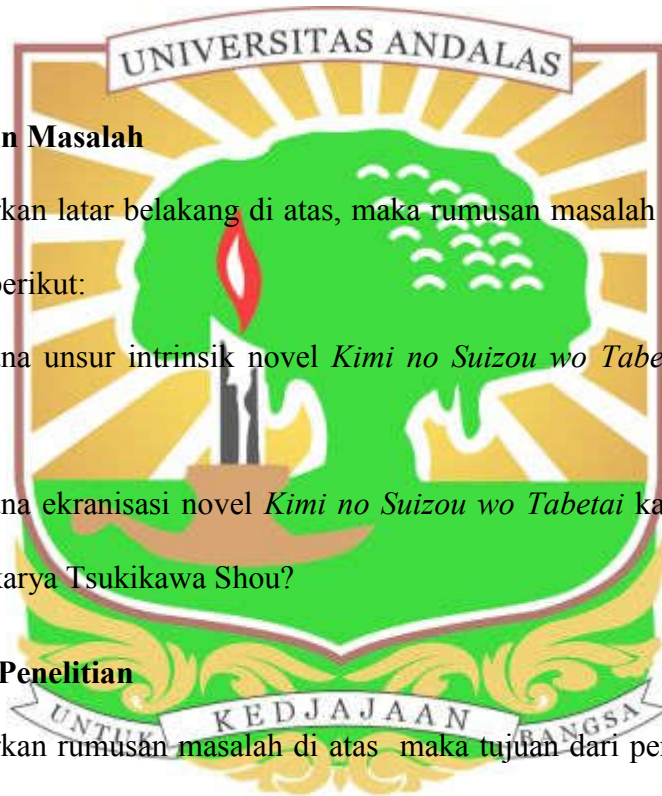 UNIVERSITAS ANDALAS
n Masalah
kan latar belakang di atas, maka rumusan masalah
berikut:
na unsur intrinsik novel Kimi no Suizou wo Tabe
na ekranisasi novel Kimi no Suizou wo Tabetai ka
karya Tsukikawa Shou?
Penelitian
UNTUK KEDJAJAAN BANGSA
rkan rumusan masalah di atas maka tujuan dari per